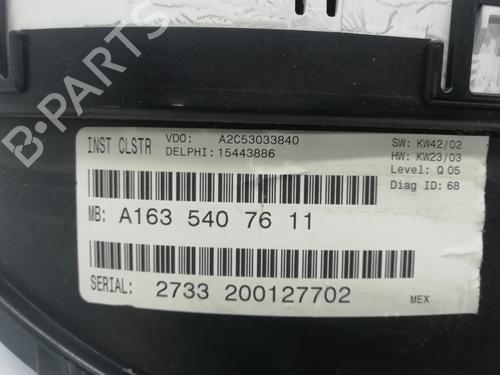 INST CLSTR
VDO: A2C53033840
DELPHI: 15443886
SW: KW42/02
HW: KW23/03
Level: Q 05
Diag ID: 68
MB: A163 540 76 11
SERIAL: 2733 200127702
MEX